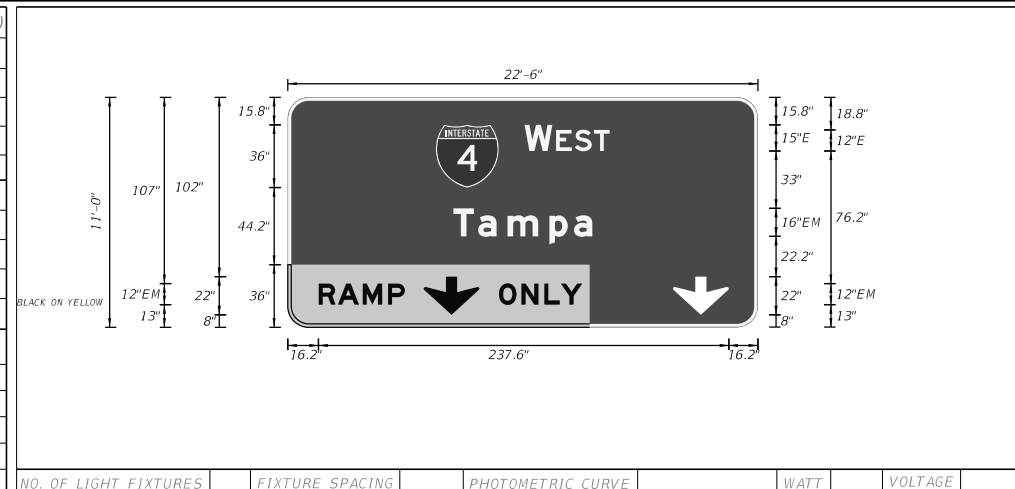 22'-6"
15.8" 15.8" 18.8"
INTERSTATE
4
WEST
15"E 12"E
36"
33"
11'-0" 107" 102"
Tampa
44.2" 16"EM 76.2"
22.2"
BLACK ON YELLOW
12"EM 22" 36"
RAMP ONLY
22" 12"EM
13" 8" 8" 13"
16.2" 237.6" 16.2"
NO. OF LIGHT FIXTURES FIXTURE SPACING PHOTOMETRIC CURVE WATT VOLTAGE